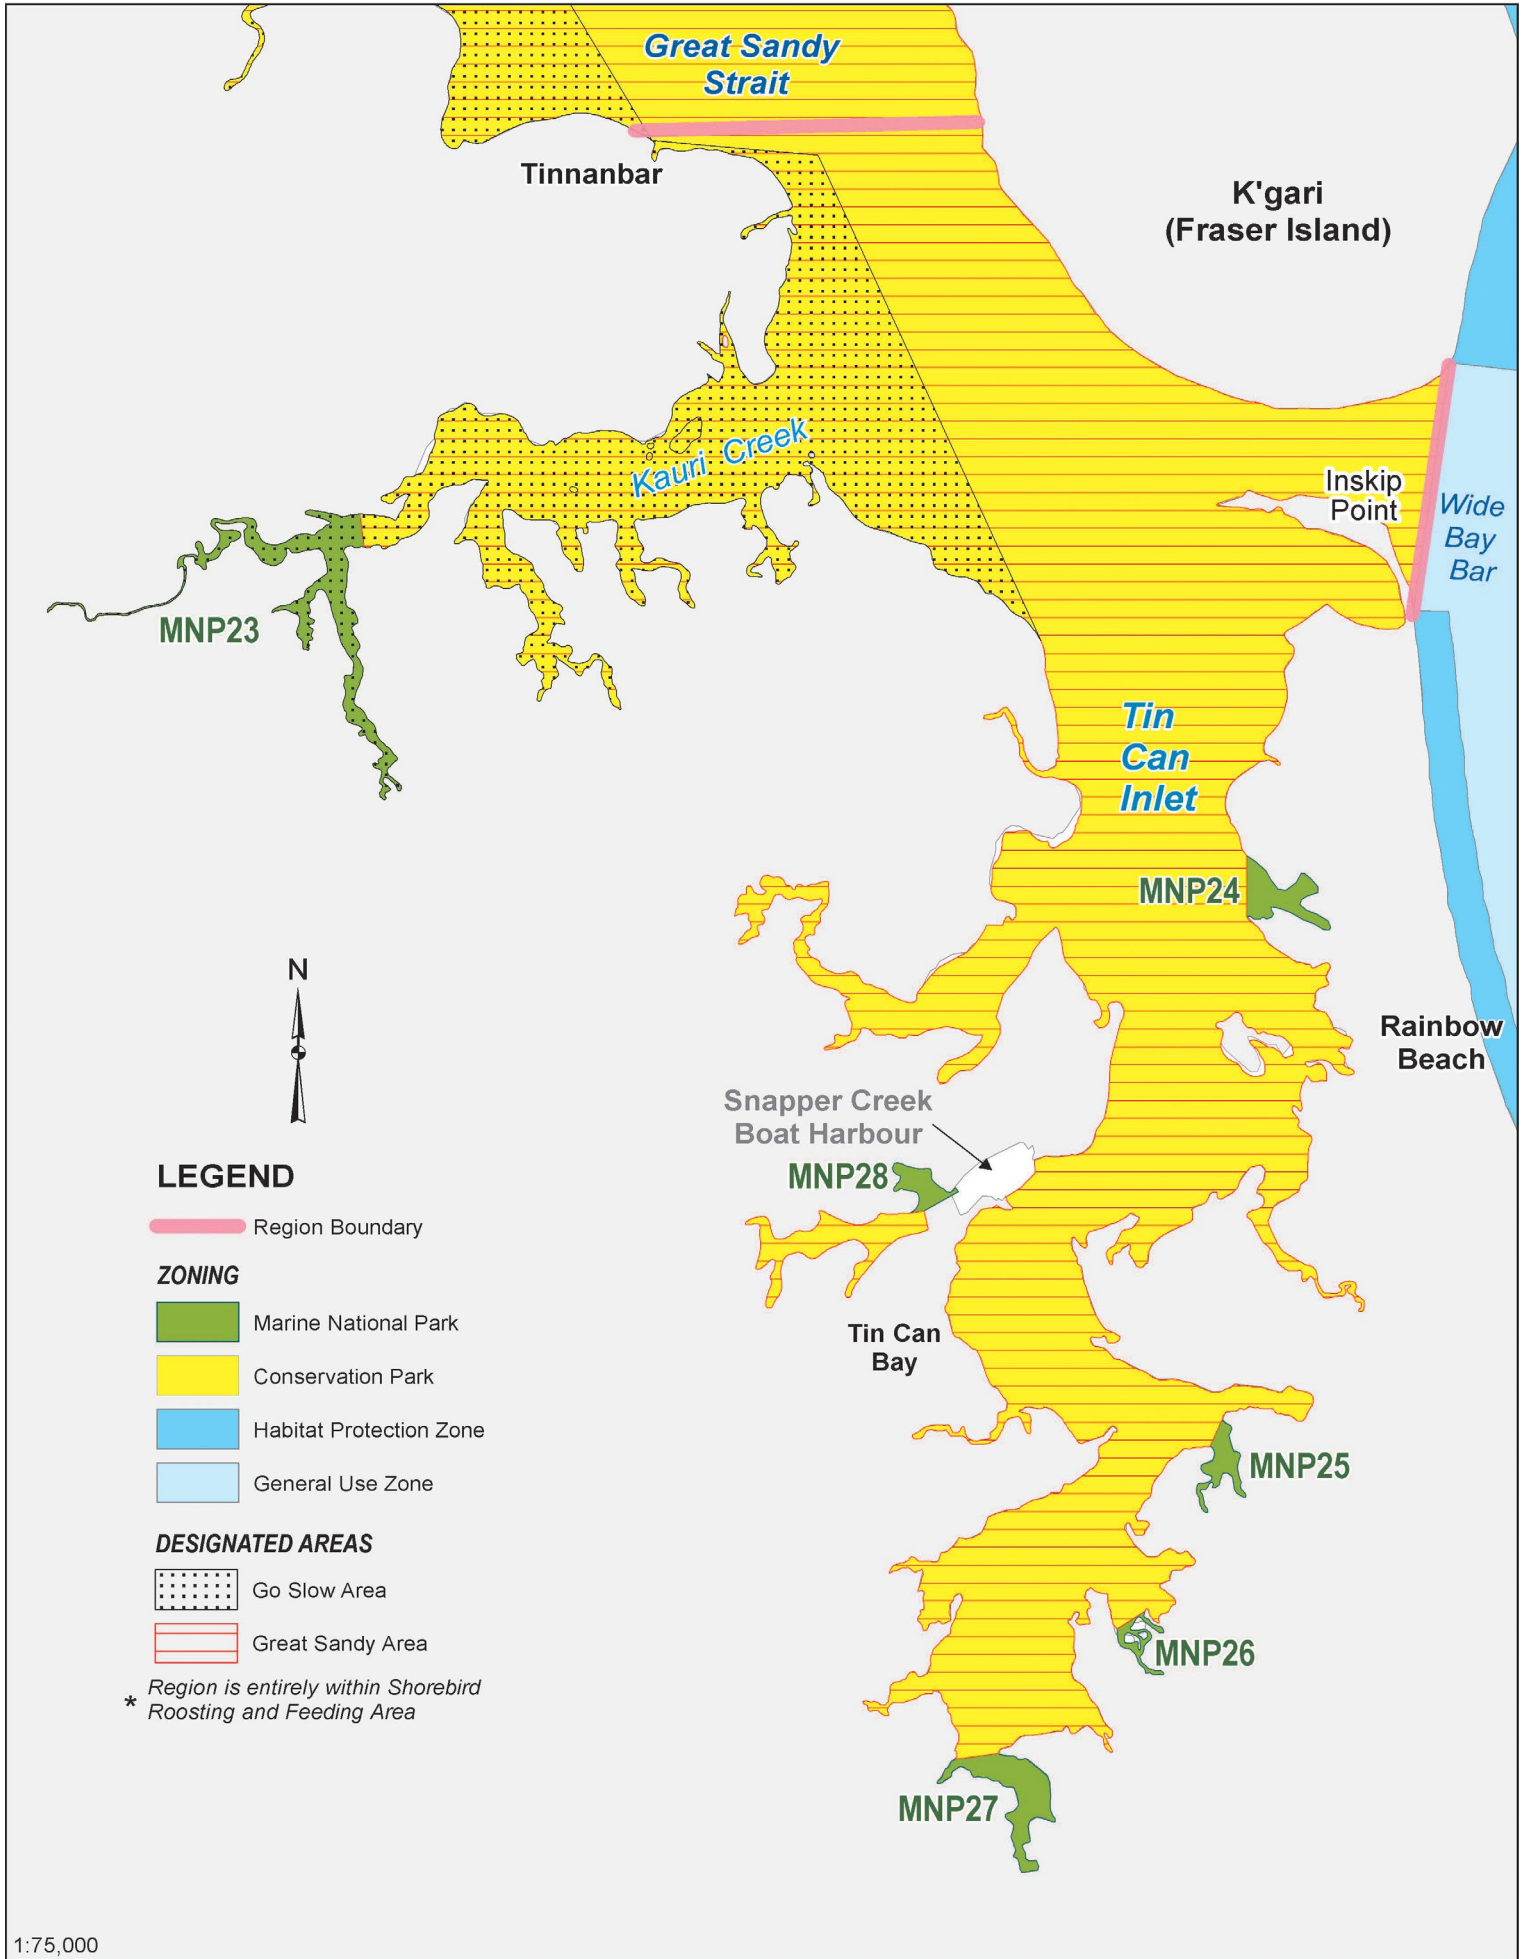 Great Sandy
Strait
Tinnanbar
K'gari
(Fraser Island)
Kauri Creek
Inskip
Point
Wide
Bay
Bar
MNP23
Tin
Can
Inlet
MNP24
N
Rainbow
Beach
Snapper Creek
Boat Harbour
MNP28
Tin Can
Bay
MNP25
MNP26
MNP27
LEGEND
Region Boundary
ZONING
Marine National Park
Conservation Park
Habitat Protection Zone
General Use Zone
DESIGNATED AREAS
Go Slow Area
Great Sandy Area
* Region is entirely within Shorebird
Roosting and Feeding Area
1:75,000